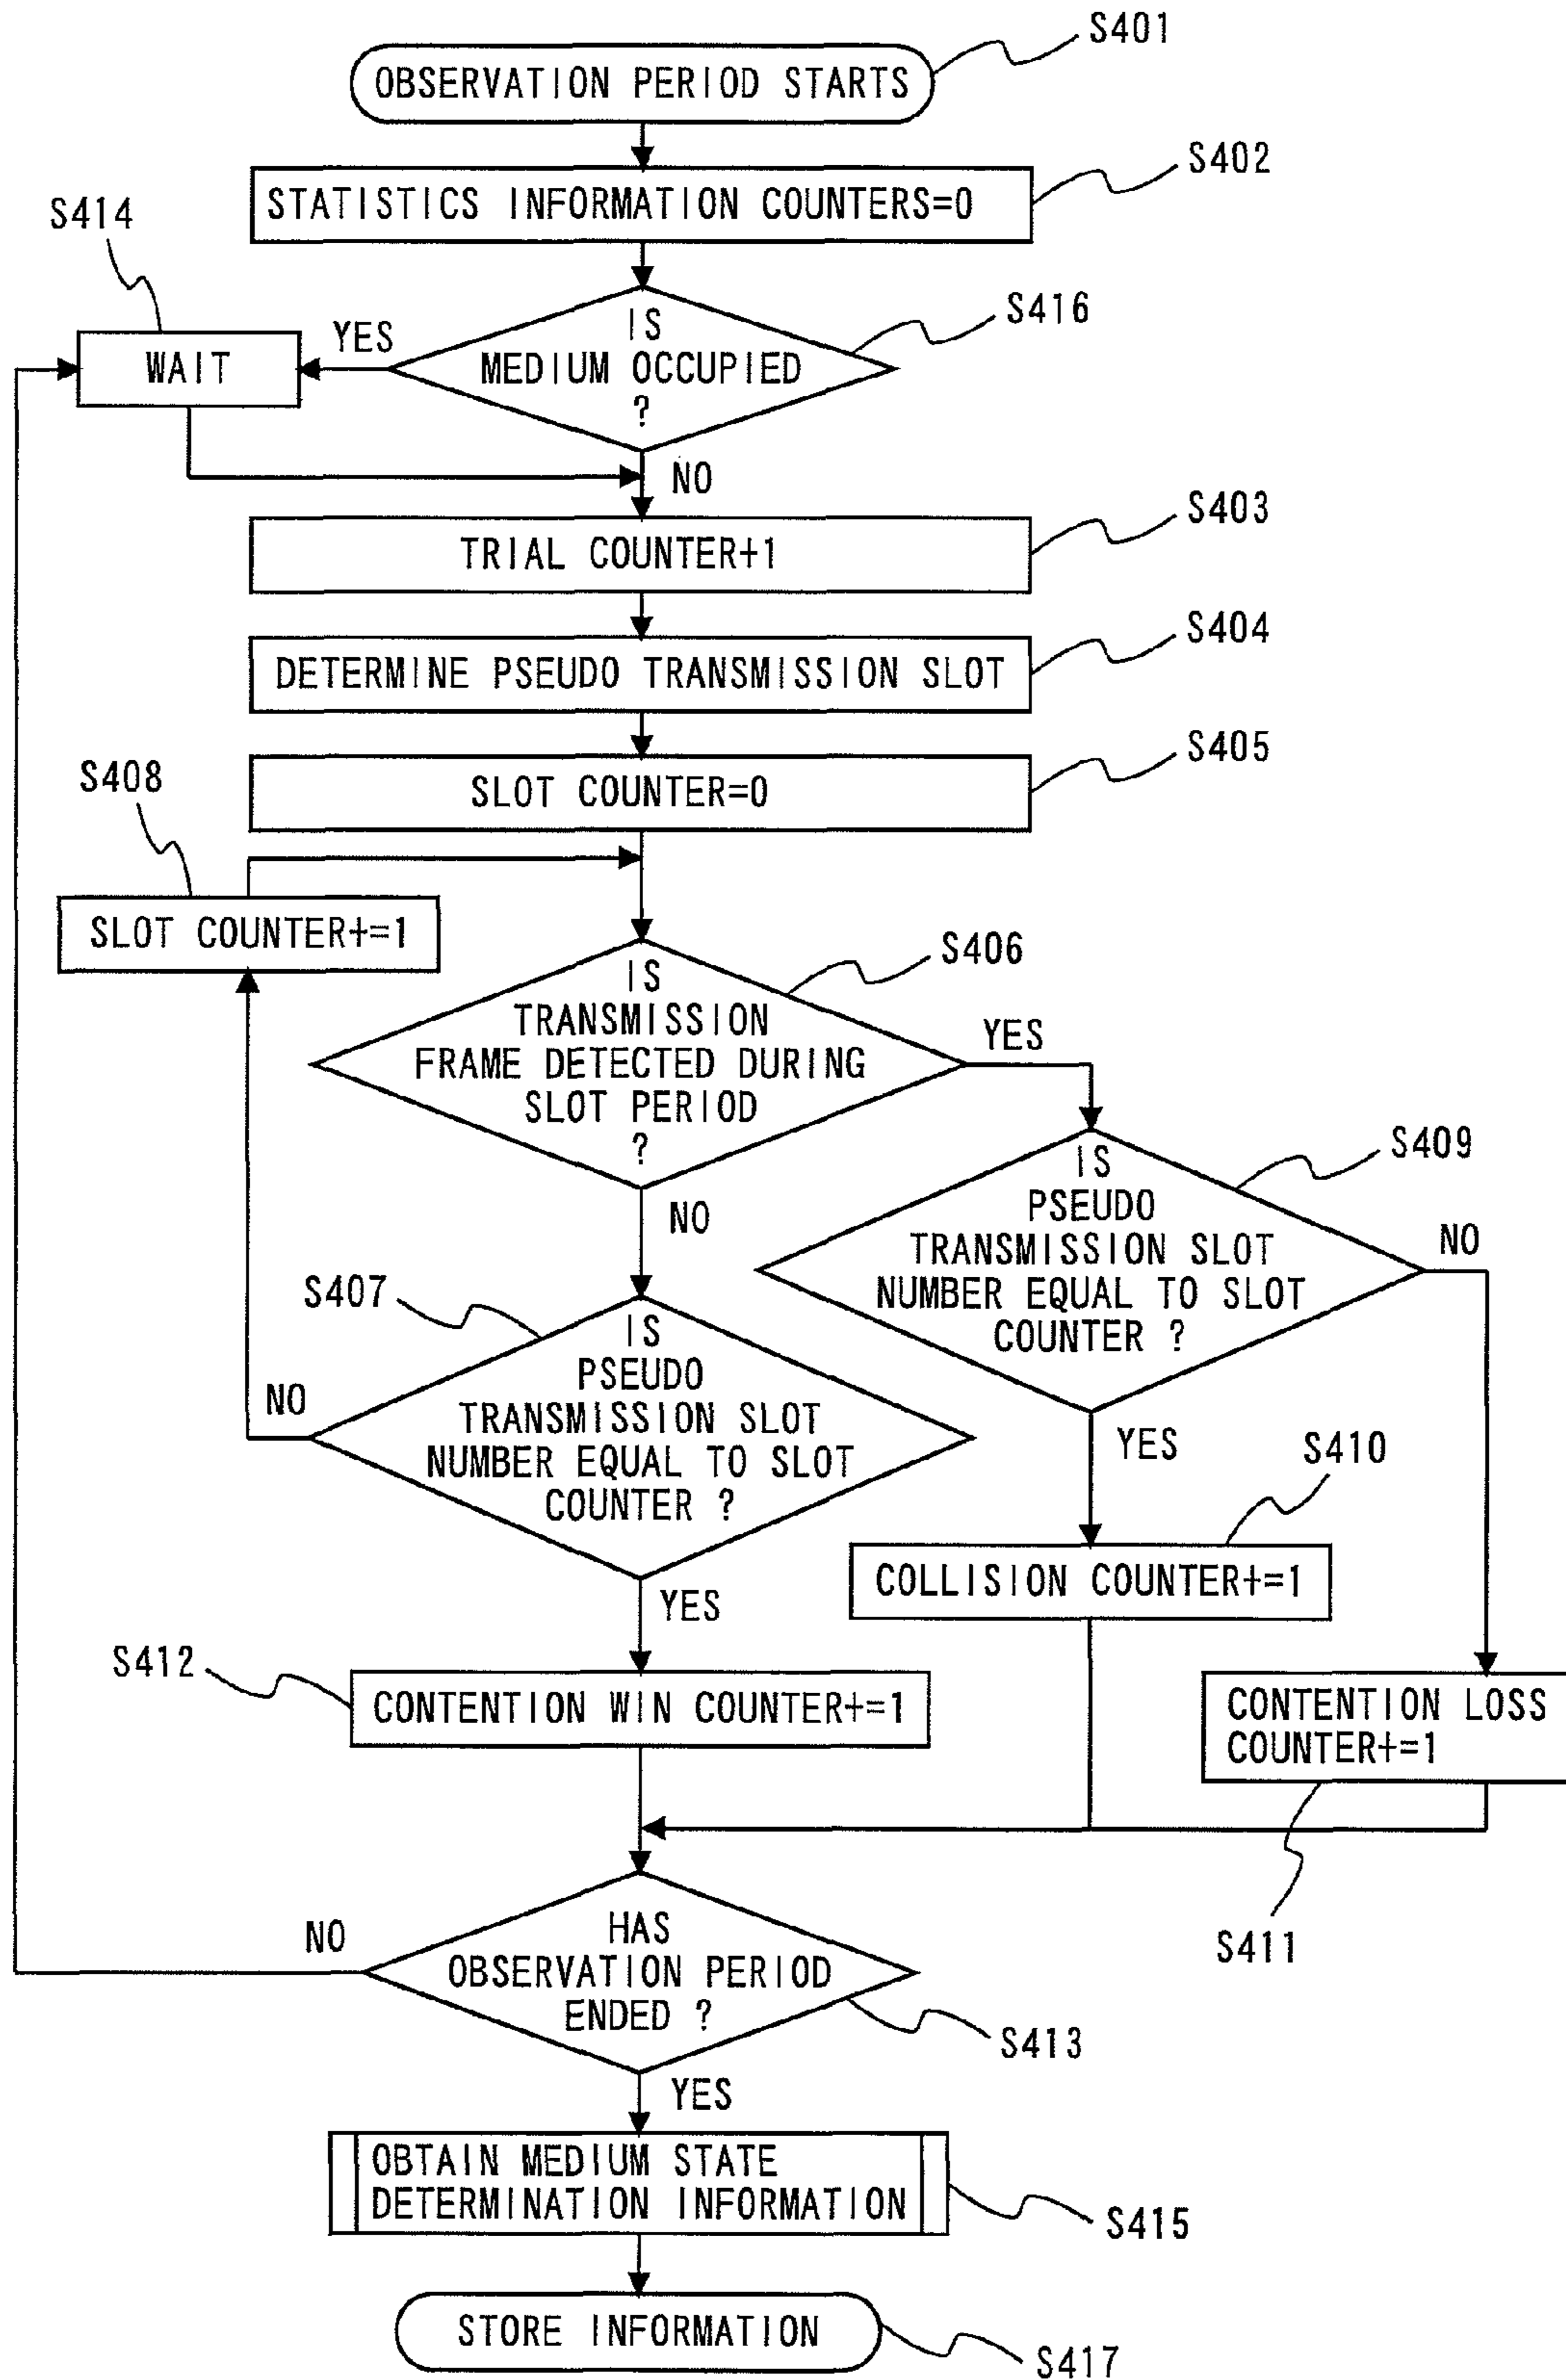 S401
OBSERVATION PERIOD STARTS
S402
STATISTICS INFORMATION COUNTERS=0
S414
S416
IS
MEDIUM OCCUPIED
?
YES
WAIT
NO
S403
TRIAL COUNTER+1
S404
DETERMINE PSEUDO TRANSMISSION SLOT
S405
SLOT COUNTER=0
S408
SLOT COUNTER+=1
S406
IS
TRANSMISSION
FRAME DETECTED DURING
SLOT PERIOD
?
YES
NO
S409
IS
PSEUDO
TRANSMISSION SLOT
NUMBER EQUAL TO SLOT
COUNTER ?
NO
S407
IS
PSEUDO
TRANSMISSION SLOT
NUMBER EQUAL TO SLOT
COUNTER ?
NO
YES
S410
COLLISION COUNTER+=1
YES
S412
CONTENTION WIN COUNTER+=1
CONTENTION LOSS
COUNTER+=1
S411
HAS
OBSERVATION PERIOD
ENDED ?
NO
S413
YES
OBTAIN MEDIUM STATE
DETERMINATION INFORMATION
S415
STORE INFORMATION
S417